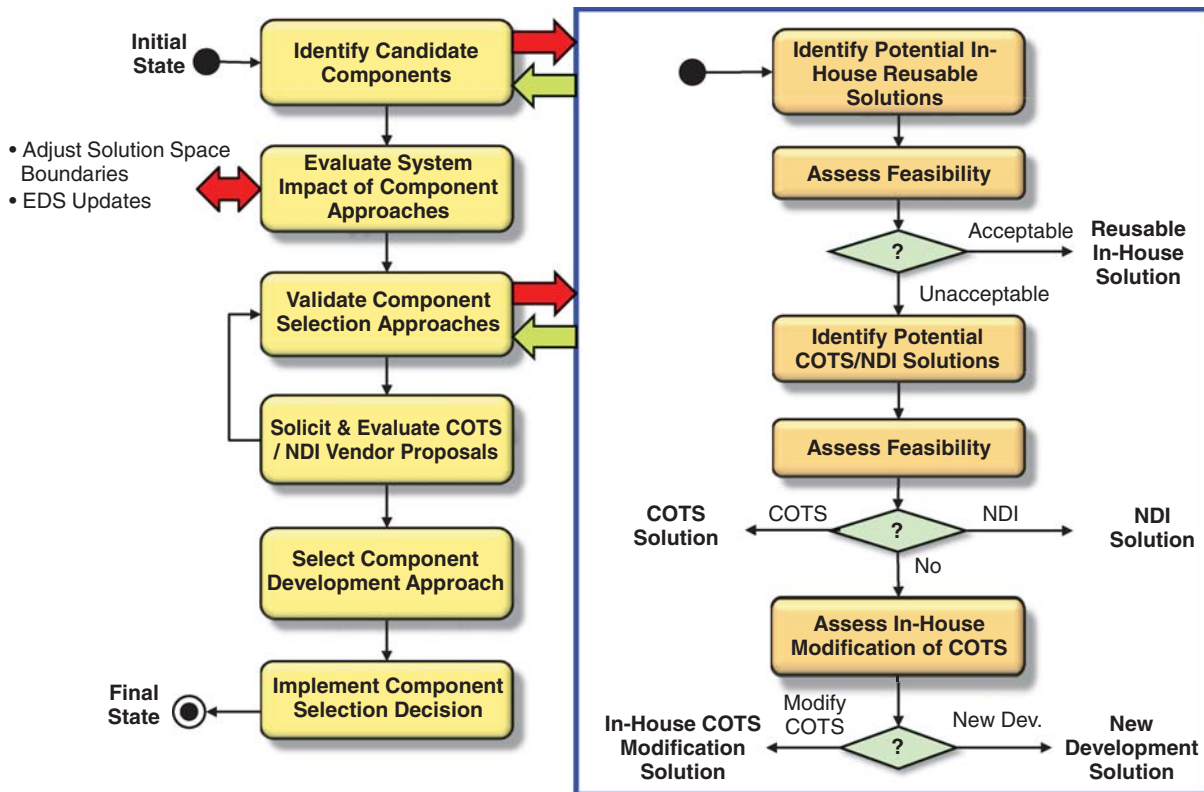 Initial
State
Identify Candidate
Components
• Adjust Solution Space
Boundaries
• EDS Updates
Evaluate System
Impact of Component
Approaches
Validate Component
Selection Approaches
Solicit & Evaluate COTS
/ NDI Vendor Proposals
Select Component
Development Approach
Implement Component
Selection Decision
Final
State
Identify Potential In-
House Reusable
Solutions
Assess Feasibility
?
Acceptable
Reusable
In-House
Solution
Unacceptable
Identify Potential
COTS/NDI Solutions
Assess Feasibility
COTS
Solution
COTS
?
NDI
NDI
Solution
No
Assess In-House
Modification of COTS
In-House COTS
Modification
Solution
Modify
COTS
?
New Dev.
New
Development
Solution